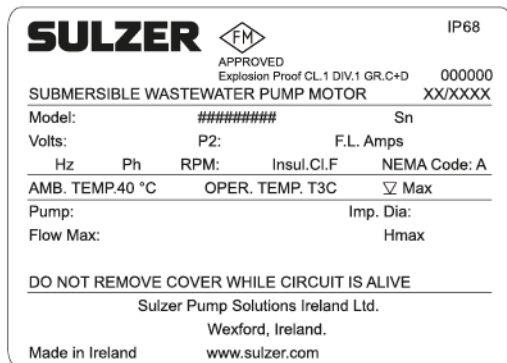 SULZER FM IP68
APPROVED
Explosion Proof CL.1 DIV.1 GR.C+D 000000
SUBMERSIBLE WASTEWATER PUMP MOTOR XX/XXXX
Model: ######### Sn
Volts: P2: F.L. Amps
Hz Ph RPM: Insul.Cl.F NEMA Code: A
AMB. TEMP.40 °C OPER. TEMP. T3C ▽ Max
Pump: Imp. Dia:
Flow Max: Hmax
DO NOT REMOVE COVER WHILE CIRCUIT IS ALIVE
Sulzer Pump Solutions Ireland Ltd.
Wexford, Ireland.
Made in Ireland www.sulzer.com